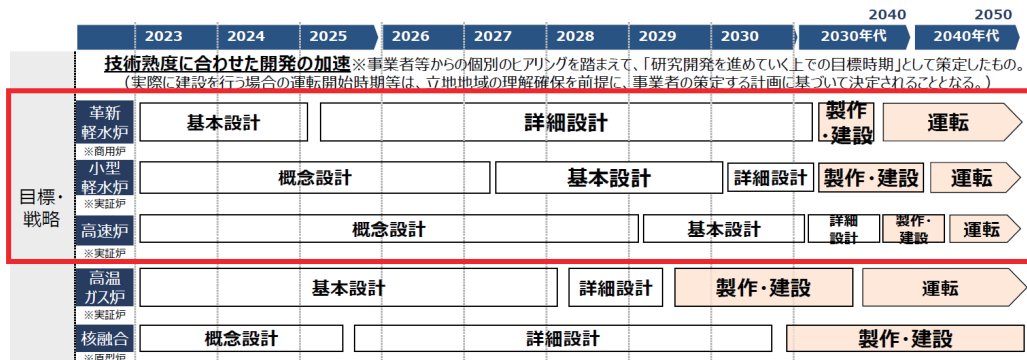 2040 2050
2023 2024 2025 2026 2027 2028 2029 2030 2030年代 2040年代
技術熟度に合わせた開発の加速※事業者等からの個別のヒアリングを踏まえて、「研究開発を進めていく上での目標時期」として策定したもの。
（実際に建設を行う場合の運転開始時期等は、立地地域の理解確保を前提に、事業者の策定する計画に基づいて決定されることとなる。）
目標・
戦略
革新
軽水炉
※商用炉
基本設計 詳細設計 製作
・建設
運転
小型
軽水炉
※実証炉
概念設計 基本設計 詳細設計 製作・建設 運転
高速炉
※実証炉
概念設計 基本設計 詳細
設計
製作・
建設
運転
高温
ガス炉
※実証炉
基本設計 詳細設計 製作・建設 運転
核融合
※原型炉
概念設計 詳細設計 製作・建設